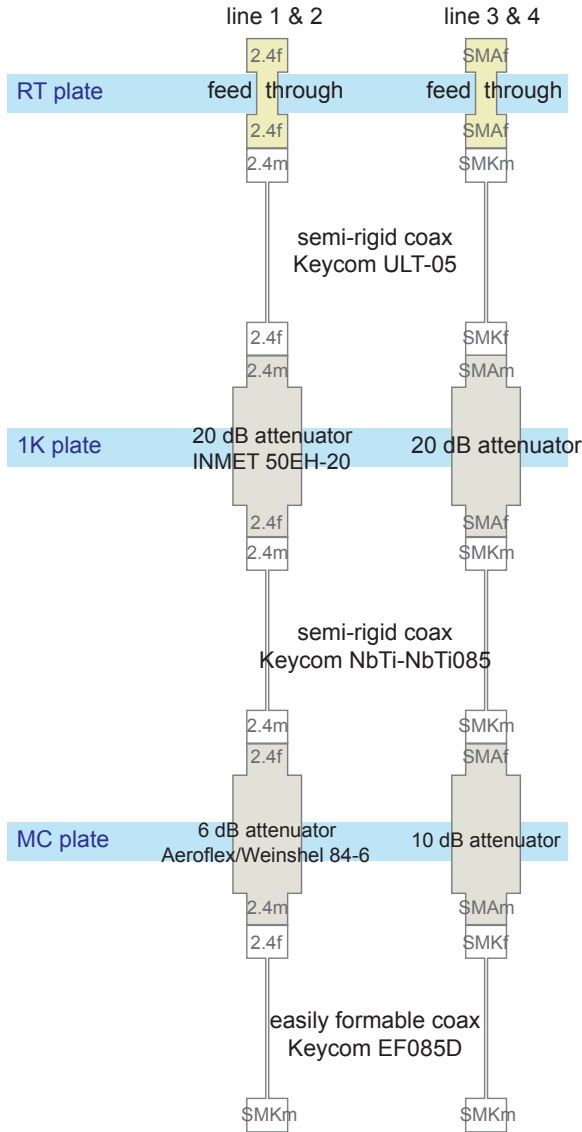 line 1 & 2
line 3 & 4
2.4f
SMAf
RT plate
feed through
feed through
2.4f
SMAf
2.4m
SMKm
semi-rigid coax
Keycom ULT-05
2.4f
SMKf
2.4m
SMAm
1K plate
20 dB attenuator
INMET 50EH-20
20 dB attenuator
2.4f
SMAf
2.4m
SMKm
semi-rigid coax
Keycom NbTi-NbTi085
2.4m
SMKm
2.4f
SMAf
MC plate
6 dB attenuator
Aeroflex/Weinshel 84-6
10 dB attenuator
2.4m
SMAm
2.4f
SMKf
easily formable coax
Keycom EF085D
SMKm
SMKm